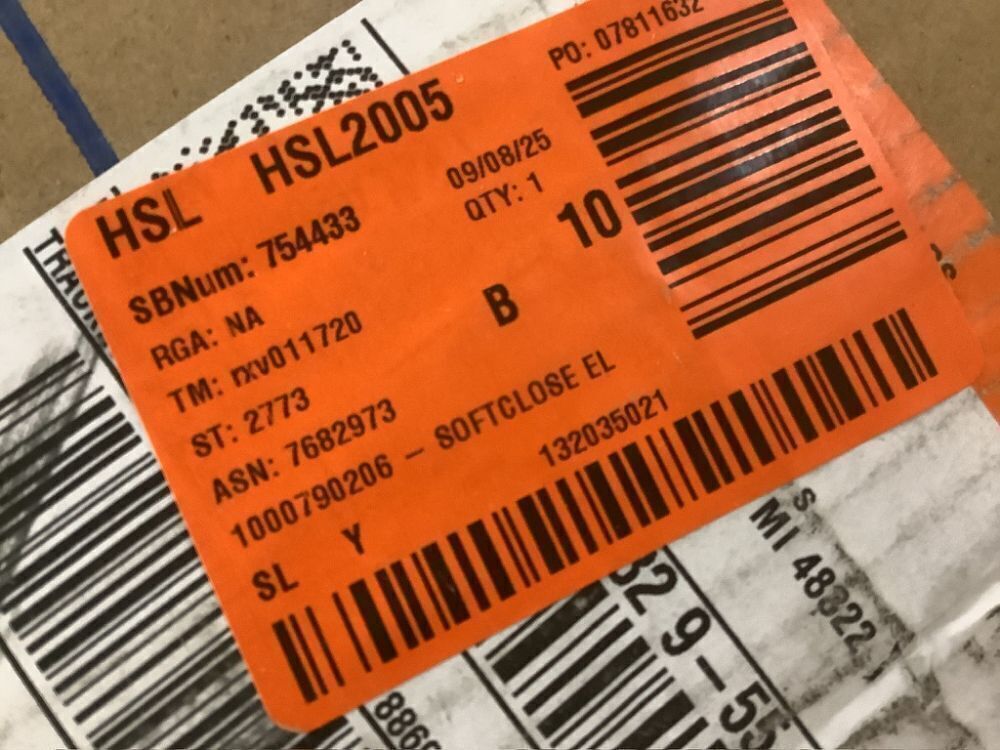 HSL HSL2005
PO: 07811632
SBNum: 754433
09/08/25
QTY: 1
RGA: NA
10
TM: rxv011720
B
ST: 2773
ASN: 7682973
1000790206 - SOFTCLOSE EL
132035021
SL Y
S
MI 48322